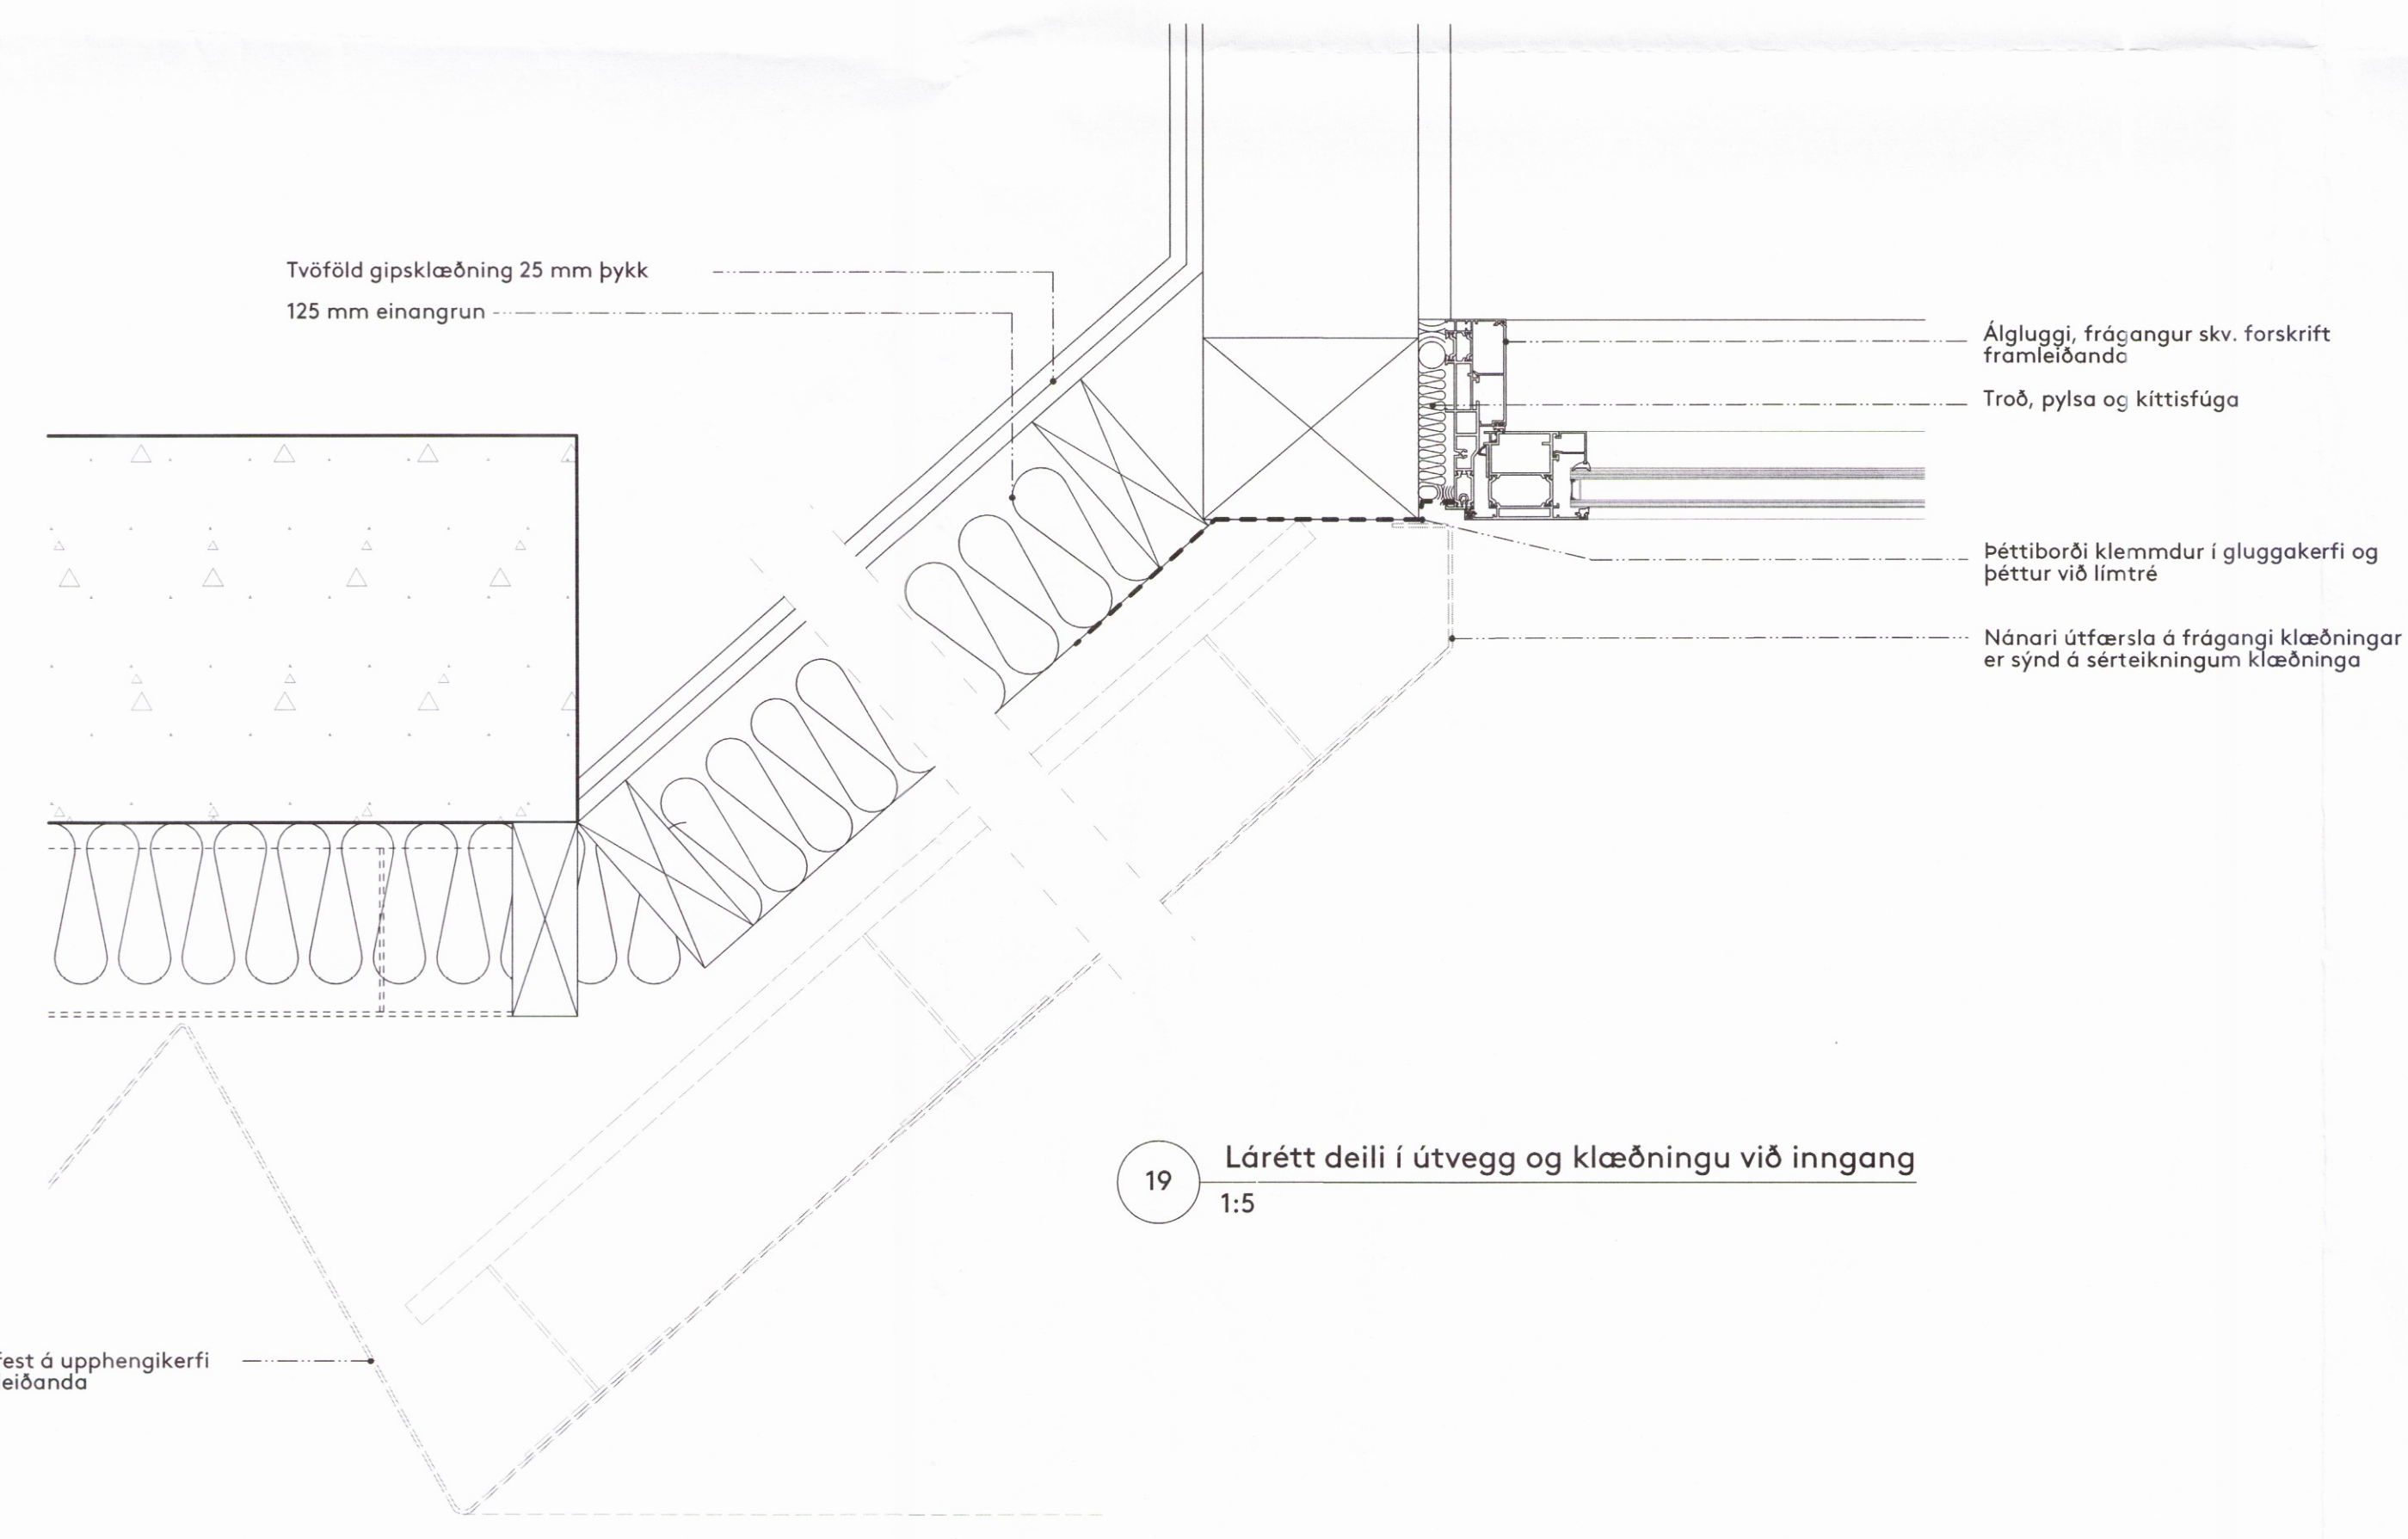 Tvöföld gipsklæðning 25 mm þykk
125 mm einangrun
Álgluggi, frágangur skv. forskrift
framleiðanda
Troð, pylsa og kíttisfúga
Þéttiborði klemmdur í gluggakerfi og
þéttur við límtré
Nánari útfærsla á frágangi klæðningar
er sýnd á sérteikningum klæðninga
19
Lárétt deili í útvegg og klæðningu við inngang
1:5
fest á upphengikerfi
eiðanda